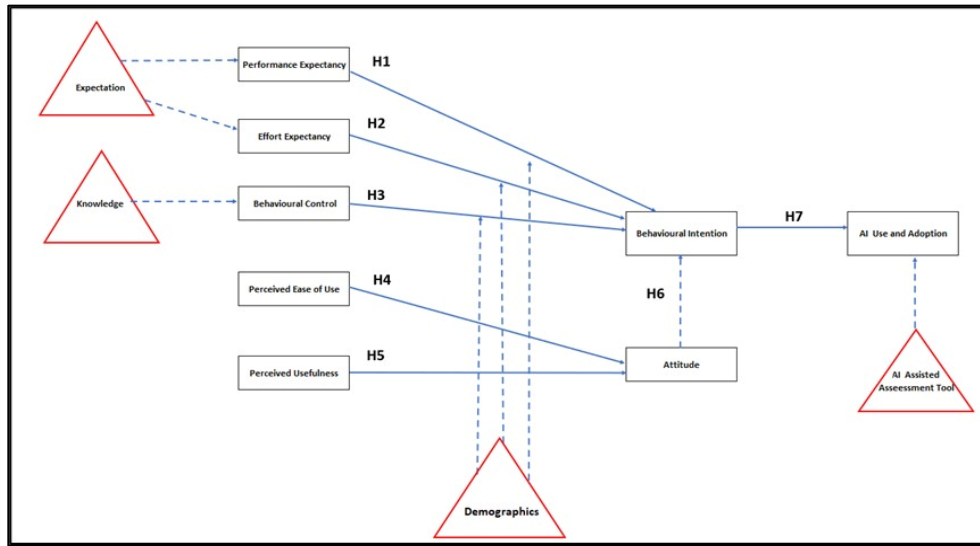 H1
Performance Expectancy
Expectation
H2
Effort Expectancy
H3
Knowledge
Behavioural Control
H7
Behavioural Intention
AI Use and Adoption
H4
Perceived Ease of Use
H6
H5
Perceived Usefulness
Attitude
AI Assisted
Asseesment Tool
Demographics